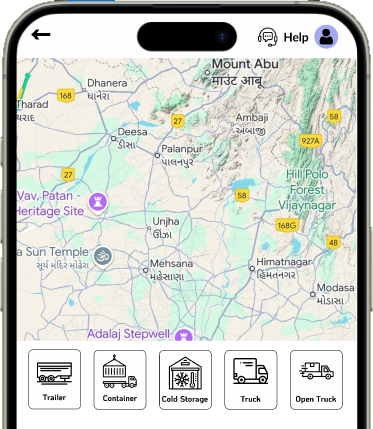 Help
Mount Abu
માઉન્ટ આબૂ
Dhanera
ધાનેરા
168
Tharad
થરાદ
27
Ambaji
અંબાજી
58
Deesa
ડીસા
927A
Palanpur
પાલનપુર
27
Hill Polo
Forest
Vijaynagar
Vav, Patan -
Heritage Site
58
168G
Unjha
ઊંઝા
48
a Sun Temple
સૂર્ય મંદિર મોઢેરા
Mehsana
મહેસાણા
Himatnagar
હિંમતનગર
Modasa
મોડાસા
Adalaj Stepwell
Trailer
Container
Cold Storage
Truck
Open Truck